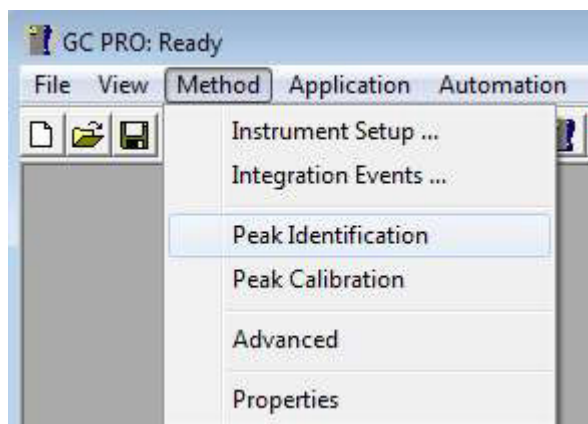 GC PRO: Ready
File View Method Application Automation
Instrument Setup ...
Integration Events ...
Peak Identification
Peak Calibration
Advanced
Properties